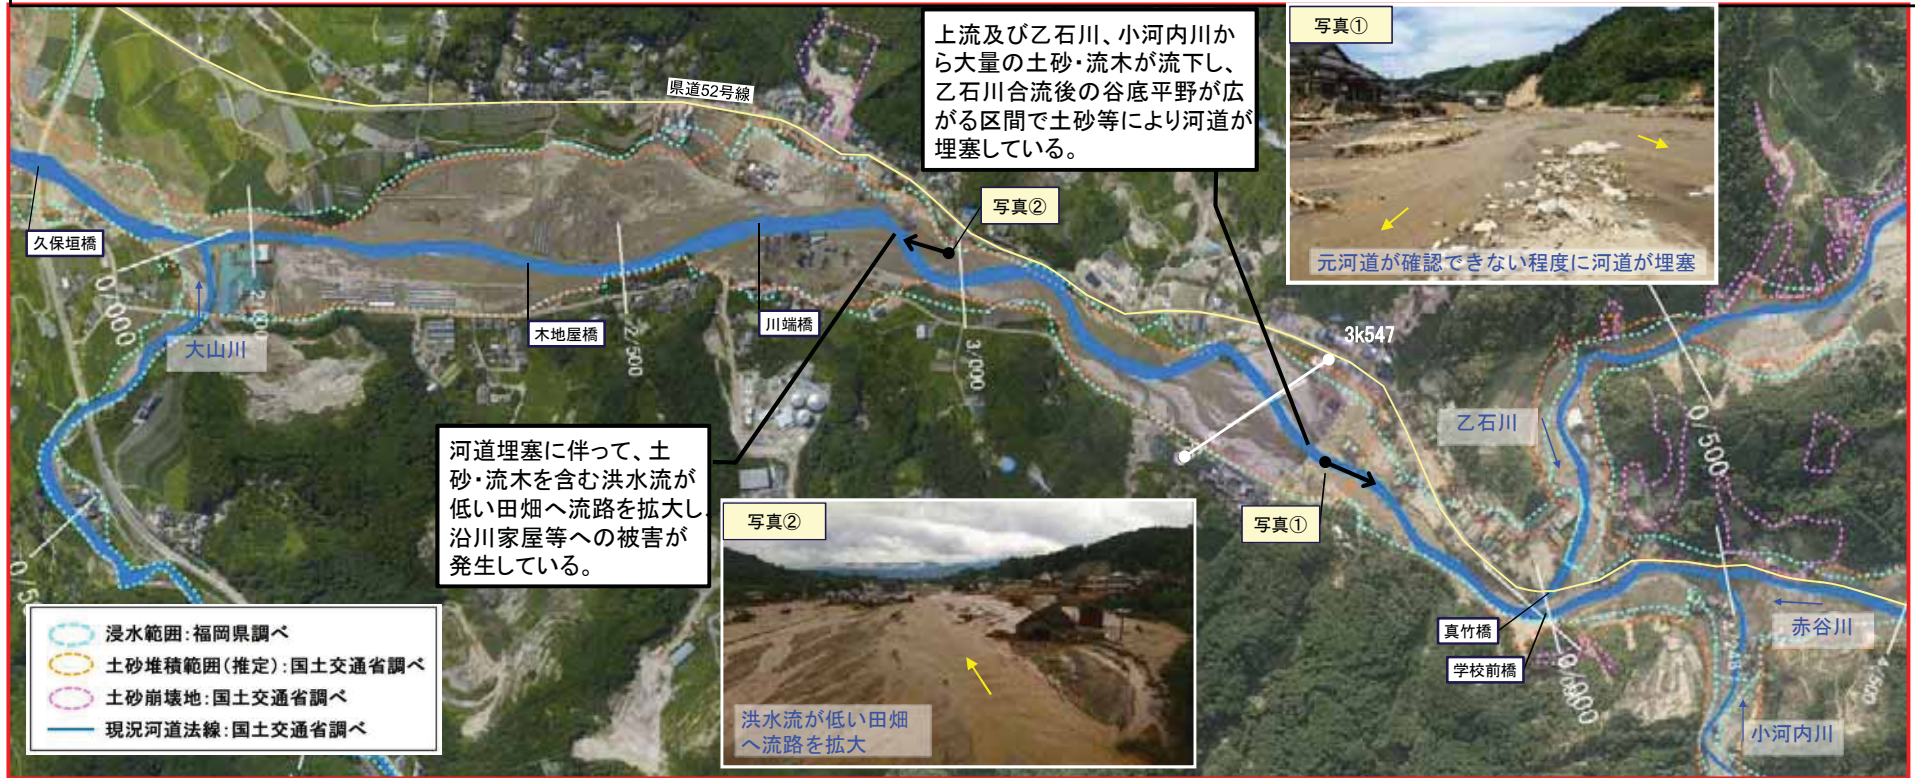 上流及び乙石川、小河内川か
ら大量の土砂・流木が流下し、
乙石川合流後の谷底平野が広
がる区間で土砂等により河道が
埋塞している。
写真①
元河道が確認できない程度に河道が埋塞
県道52号線
写真②
久保垣橋
大山川
木地屋橋
川端橋
0/000
2/000
2/500
3/000
3k547
乙石川
0/500
写真①
河道埋塞に伴って、土
砂・流木を含む洪水流が
低い田畑へ流路を拡大し、
沿川家屋等への被害が
発生している。
写真②
洪水流が低い田畑
へ流路を拡大
真竹橋
学校前橋
0/000
赤谷川
4/500
小河内川
浸水範囲:福岡県調べ
土砂堆積範囲(推定):国土交通省調べ
土砂崩壊地:国土交通省調べ
現況河道法線:国土交通省調べ